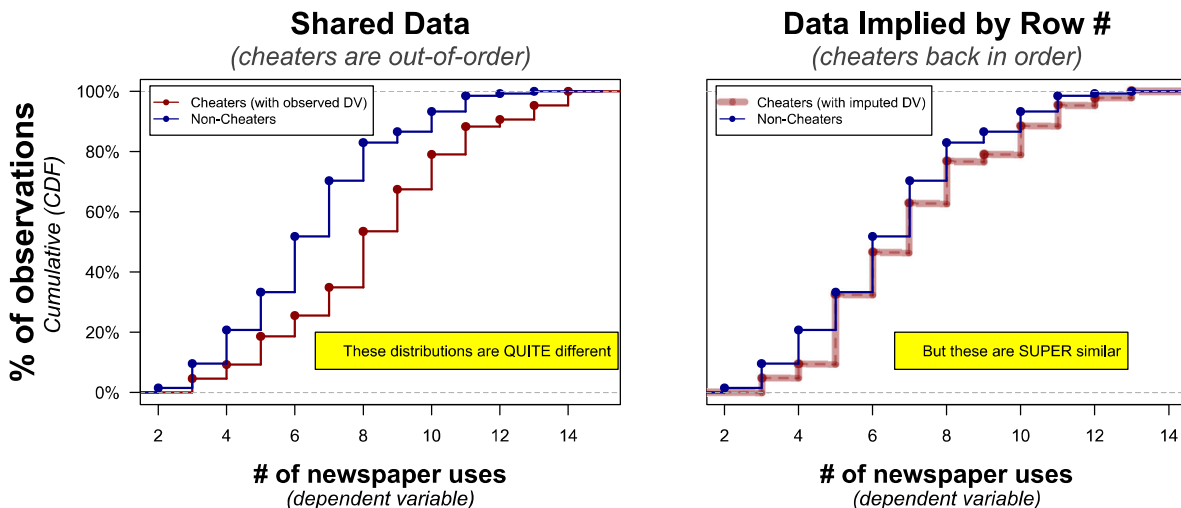 Shared Data
(cheaters are out-of-order)
% of observations
Cumulative (CDF)
100%
80%
60%
40%
20%
0%
Cheaters (with observed DV)
Non-Cheaters
These distributions are QUITE different
2 4 6 8 10 12 14
# of newspaper uses
(dependent variable)
Data Implied by Row #
(cheaters back in order)
Cheaters (with imputed DV)
Non-Cheaters
But these are SUPER similar
2 4 6 8 10 12 14
# of newspaper uses
(dependent variable)